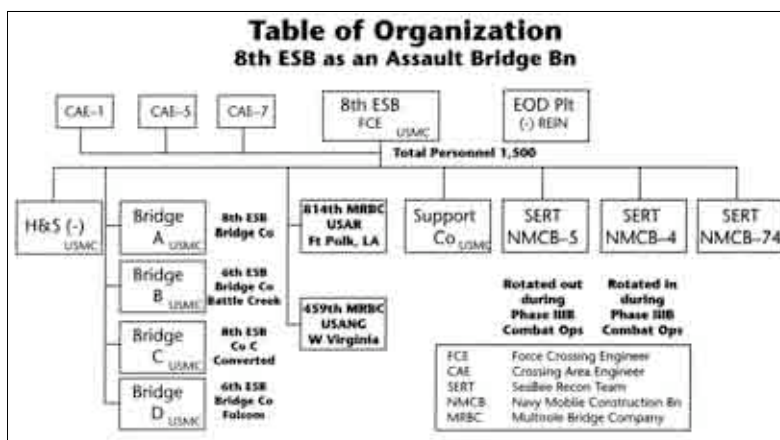 Table of Organization
8th ESB as an Assault Bridge Bn
CAE-1
CAE-5
CAE-7
8th ESB
FCE
USMC
EOD Plt
(-) REIN
Total Personnel 1,500
H&S (-)
USMC
Bridge
A USMC
8th ESB
Bridge Co
814th MRBC
USAR
Ft Polk, LA
Support
Co USMC
SERT
NMCB-5
SERT
NMCB-4
SERT
NMCB-74
Bridge
B USMC
6th ESB
Bridge Co
Battle Creek
Rotated out
during
Phase IIIB
Combat Ops
Rotated in
during
Phase IIIB
Combat Ops
459th MRBC
USANG
W Virginia
Bridge
C USMC
8th ESB
Co C
Converted
Bridge
D USMC
6th ESB
Bridge Co
Folsom
FCE Force Crossing Engineer
CAE Crossing Area Engineer
SERT SeaBee Recon Team
NMCB Navy Moblie Construction Bn
MRBC Multirole Bridge Company